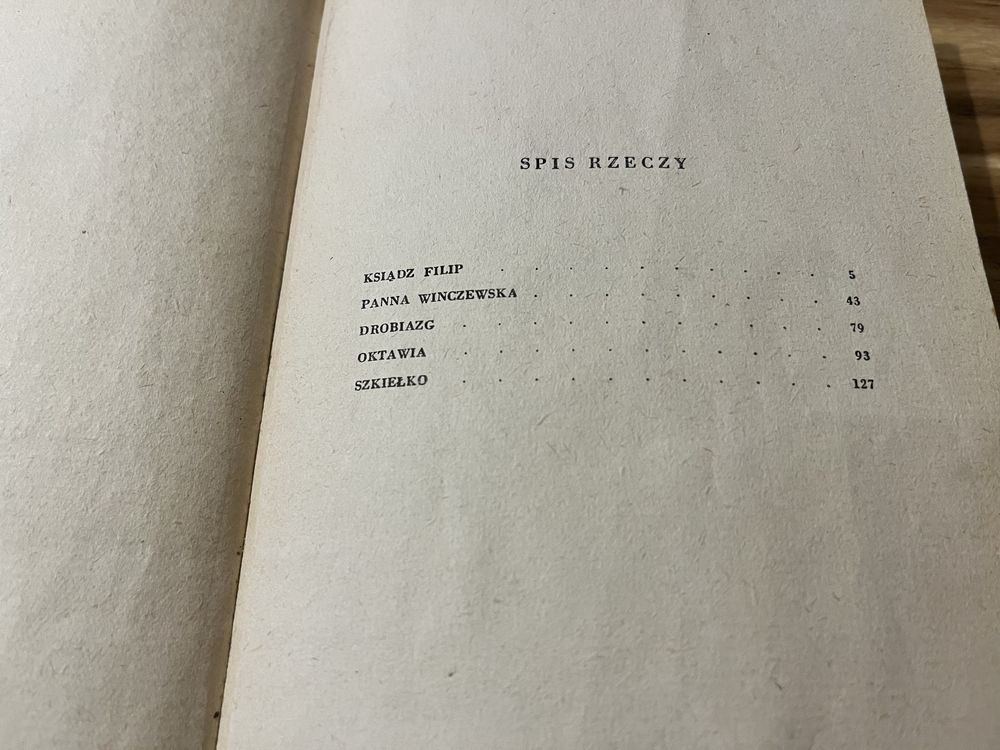 SPIS RZECZY
KSIĄDZ FILIP . . . . . . . . . . 5
PANNA WINCZEWSKA . . . . . . . . . 43
DROBIAZG . . . . . . . . . . . 79
OKTAWIA . . . . . . . . . . . 93
SZKIEŁKO . . . . . . . . . . . 127